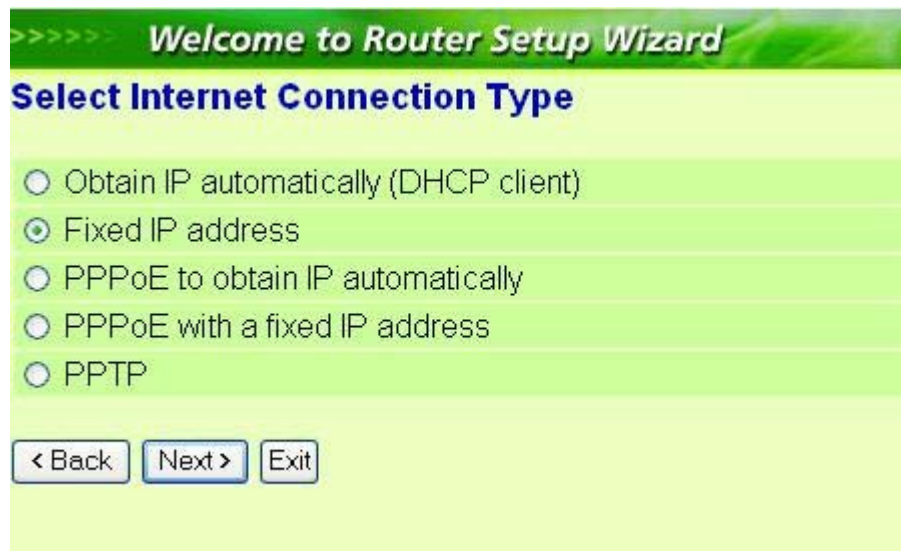 >>>>>> Welcome to Router Setup Wizard
Select Internet Connection Type
Obtain IP automatically (DHCP client)
Fixed IP address
PPPoE to obtain IP automatically
PPPoE with a fixed IP address
PPTP
< Back Next > Exit